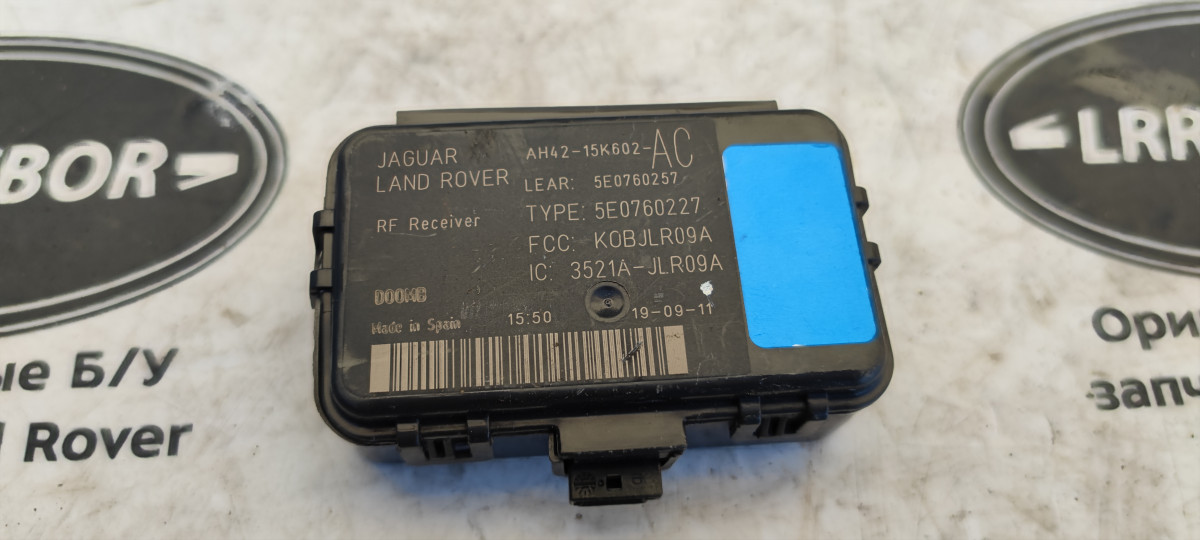 JAGUAR
LAND ROVER
RF Receiver
AH42-15K602-AC
LEAR: 5E0760257
TYPE: 5E0760227
FCC: KOBJLR09A
IC: 3521A-JLR09A
D00MB
Made in Spain
15:50
19-09-11
BOR
ые Б/У
Rover
LRR
Ори
запч